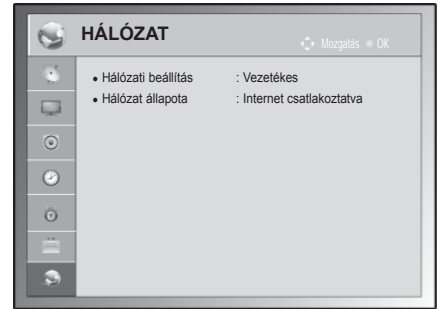 HÁLÓZAT
Mozgatás OK
• Hálózati beállítás : Vezetékes
• Hálózat állapota : Internet csatlakoztatva